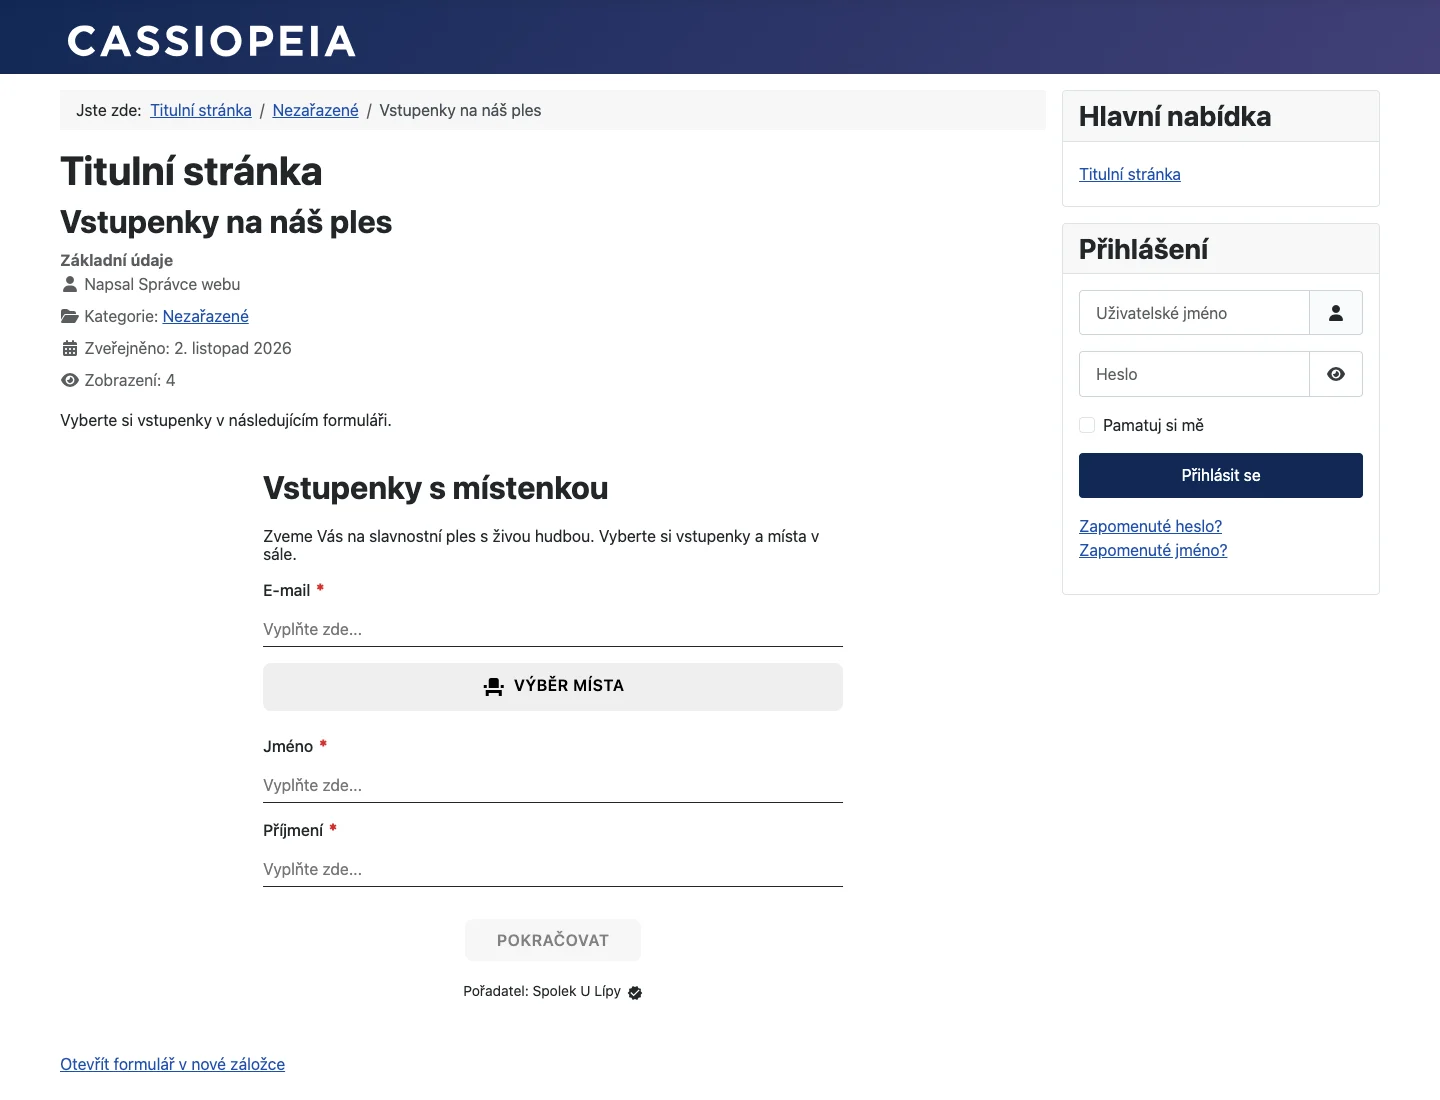 CASSIOPEIA
Jste zde: Titulní stránka / Nezařazené / Vstupenky na náš ples
Titulní stránka
Vstupenky na náš ples
Základní údaje
Napsal Správce webu
Kategorie: Nezařazené
Zveřejněno: 2. listopad 2026
Zobrazení: 4
Vyberte si vstupenky v následujícím formuláři.
Vstupenky s místenkou
Zveme Vás na slavnostní ples s živou hudbou. Vyberte si vstupenky a místa v
sále.
E-mail *
Vyplňte zde...
VÝBĚR MÍSTA
Jméno *
Vyplňte zde...
Příjmení *
Vyplňte zde...
POKRAČOVAT
Pořadatel: Spolek U Lípy
Otevřít formulář v nové záložce
Hlavní nabídka
Titulní stránka
Přihlášení
Uživatelské jméno
Heslo
Pamatuj si mě
Přihlásit se
Zapomenuté heslo?
Zapomenuté jméno?